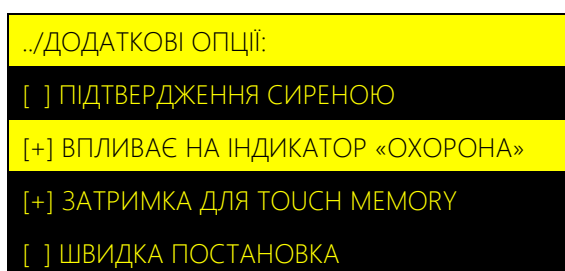 ../ДОДАТКОВІ ОПЦІЇ:
[ ] ПІДТВЕРДЖЕННЯ СИРЕНОЮ
[+] ВПЛИВАЄ НА ІНДИКАТОР «ОХОРОНА»
[+] ЗАТРИМКА ДЛЯ TOUCH MEMORY
[ ] ШВИДКА ПОСТАНОВКА